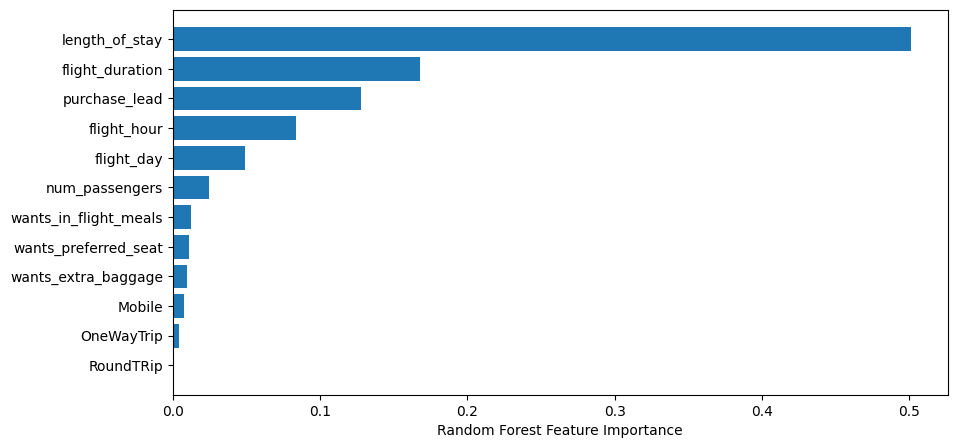 length_of_stay
flight_duration
purchase_lead
flight_hour
flight_day
num_passengers
wants_in_flight_meals
wants_preferred_seat
wants_extra_baggage
Mobile
OneWayTrip
RoundTRip
0.0 0.1 0.2 0.3 0.4 0.5
Random Forest Feature Importance